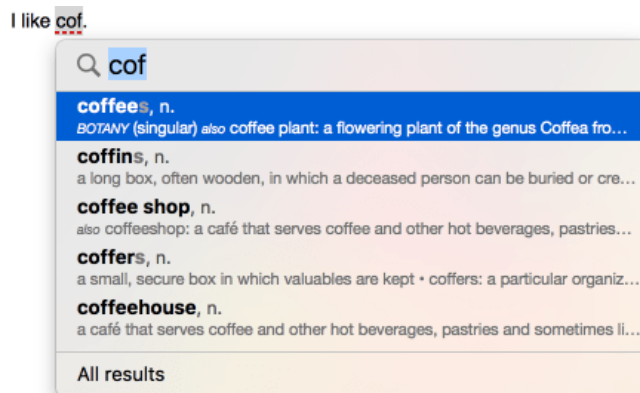 I like cof.
cof
coffees, n.
BOTANY (singular) also coffee plant: a flowering plant of the genus Coffea fro...
coffins, n.
a long box, often wooden, in which a deceased person can be buried or cre...
coffee shop, n.
also coffeeshop: a café that serves coffee and other hot beverages, pastries...
coffers, n.
a small, secure box in which valuables are kept • coffers: a particular organiz...
coffeehouse, n.
a café that serves coffee and other hot beverages, pastries and sometimes li...
All results